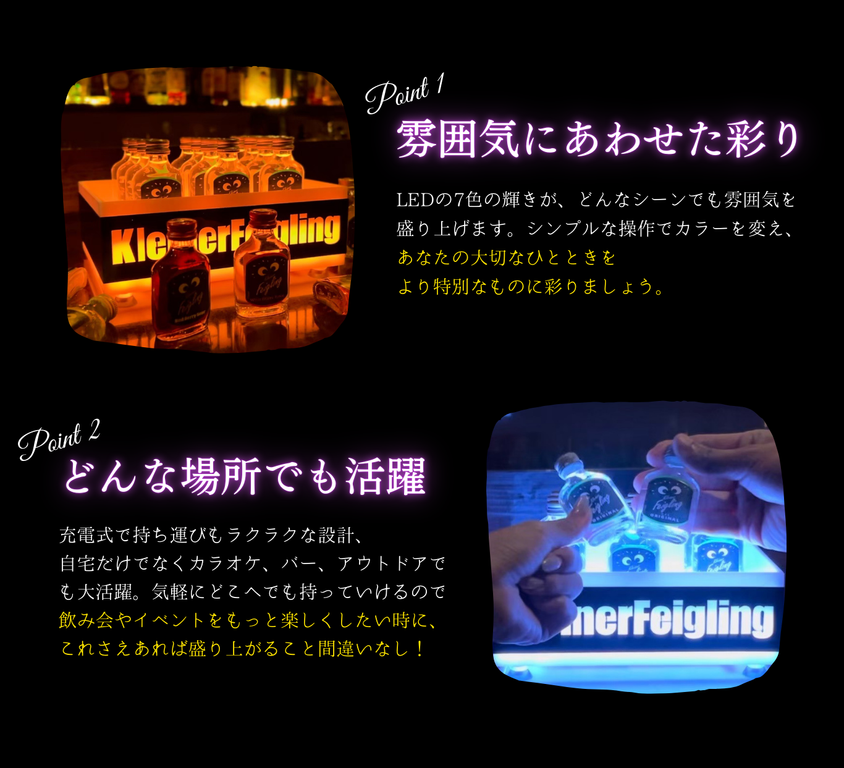 Point 1
雰囲気にあわせた彩り
LEDの7色の輝きが、どんなシーンでも雰囲気を
盛り上げます。シンプルな操作でカラーを変え、
あなたの大切なひとときを
より特別なものに彩りましょう。
KleinerFeigling
Point 2
どんな場所でも活躍
充電式で持ち運びもラクラクな設計、
自宅だけでなくカラオケ、バー、アウトドアで
も大活躍。気軽にどこへでも持っていけるので
飲み会やイベントをもっと楽しくしたい時に、
これさえあれば盛り上がること間違いなし！
feigling
ORIGINAL
nerFeigling